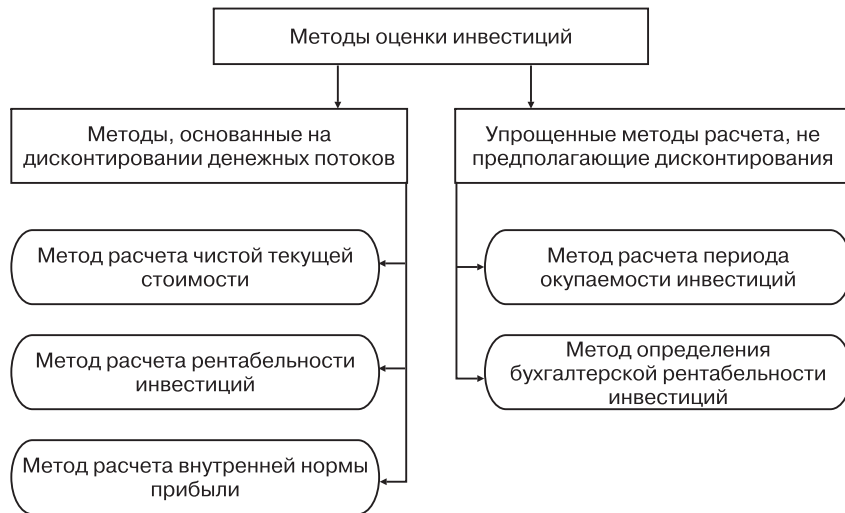 Методы оценки инвестиций
Методы, основанные на
дисконтировании денежных потоков
Упрощенные методы расчета, не
предполагающие дисконтирования
Метод расчета чистой текущей
стоимости
Метод расчета рентабельности
инвестиций
Метод расчета внутренней нормы
прибыли
Метод расчета периода
окупаемости инвестиций
Метод определения
бухгалтерской рентабельности
инвестиций